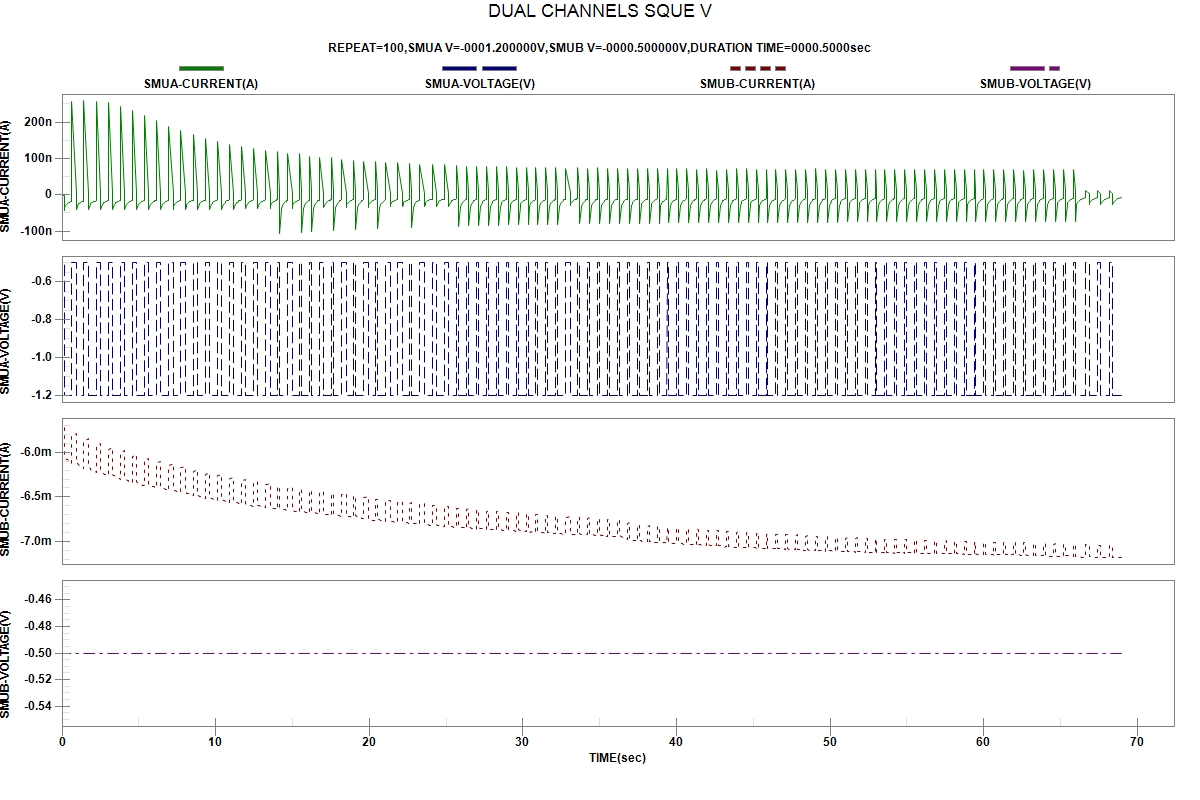 DUAL CHANNELS SQUE V
REPEAT=100,SMUA V=-0001.200000V,SMUB V=-0000.500000V,DURATION TIME=0000.5000sec
SMUA-CURRENT(A) SMUA-VOLTAGE(V) SMUB-CURRENT(A) SMUB-VOLTAGE(V)
SMUA-CURRENT(A)
200n
100n
0
-100n
SMUA-VOLTAGE(V)
-0.6
-0.8
-1.0
-1.2
SMUB-CURRENT(A)
-6.0m
-6.5m
-7.0m
SMUB-VOLTAGE(V)
-0.46
-0.48
-0.50
-0.52
-0.54
0 10 20 30 40 50 60 70
TIME(sec)